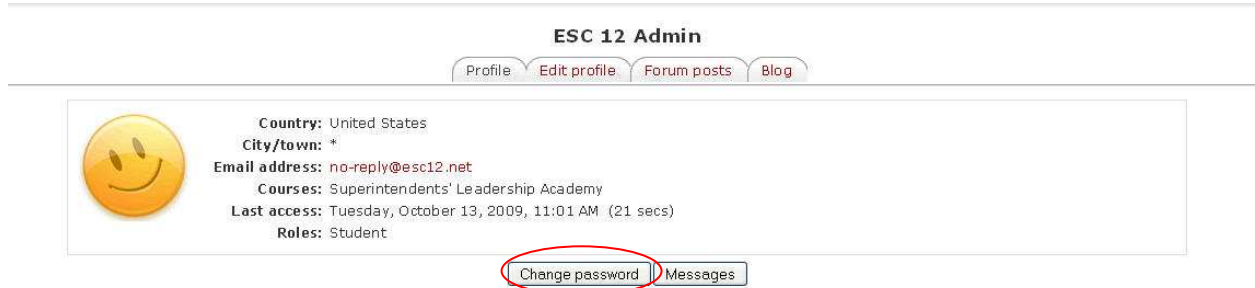 ESC 12 Admin
Profile Edit profile Forum posts Blog
Country: United States
City/town: *
Email address: no-reply@esc12.net
Courses: Superintendents' Leadership Academy
Last access: Tuesday, October 13, 2009, 11:01 AM (21 secs)
Roles: Student
Change password Messages